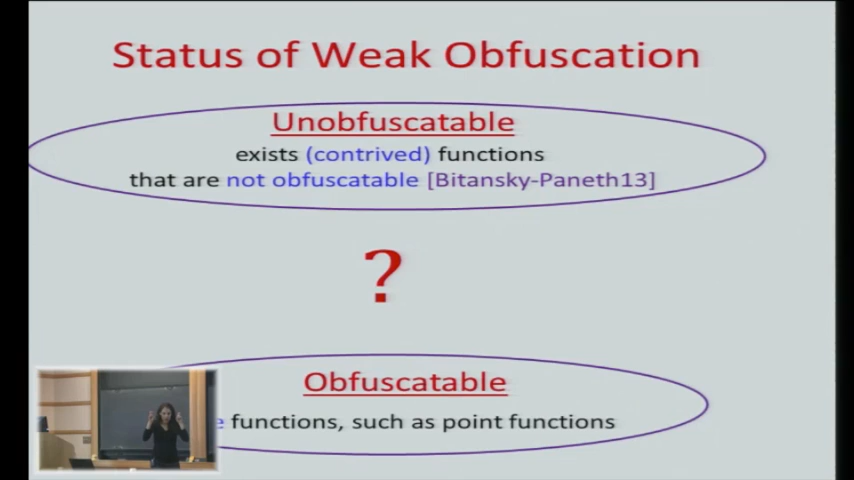 Status of Weak Obfuscation
Unobfuscatable
exists (contrived) functions
that are not obfuscatable [Bitansky-Paneth13]
?
Obfuscatable
functions, such as point functions